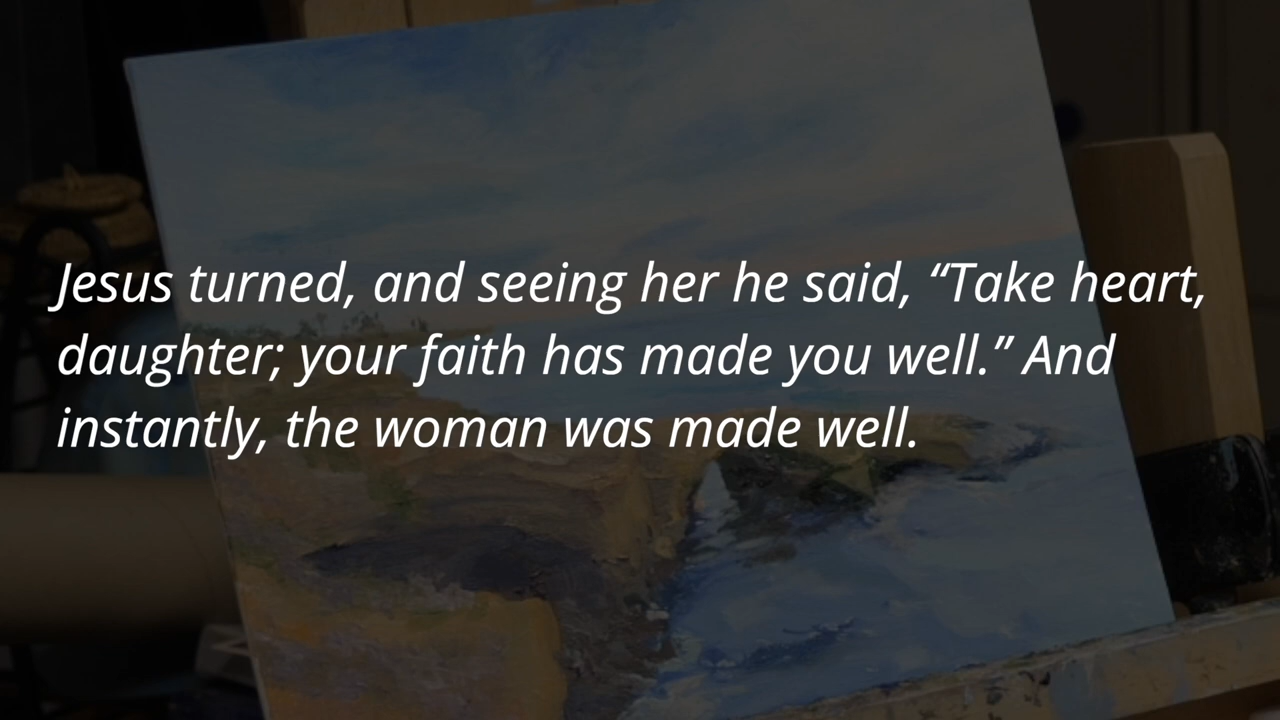 Jesus turned, and seeing her he said, “Take heart,
daughter; your faith has made you well.” And
instantly, the woman was made well.